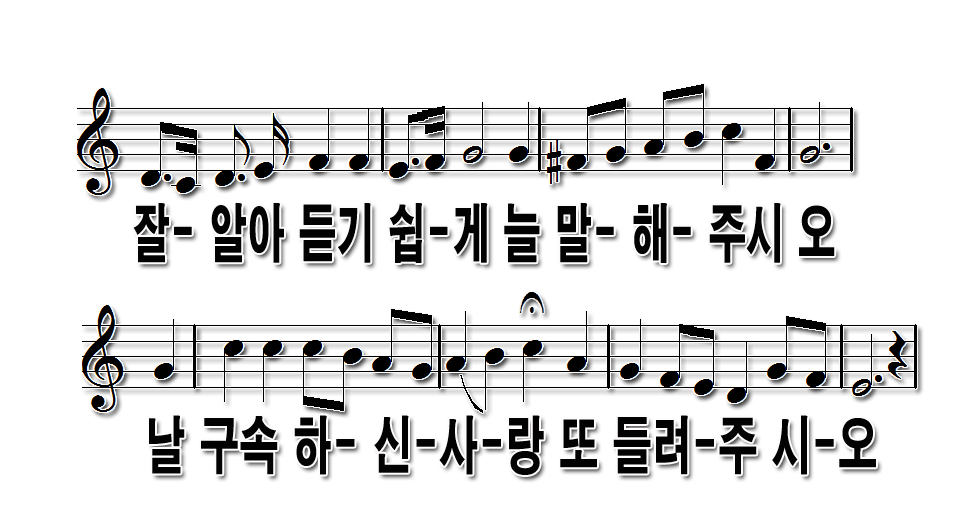 잘- 알아 듣기 쉽-게 늘 말- 해- 주시 오
날 구속 하- 신-사-랑 또 들려-주 시-오